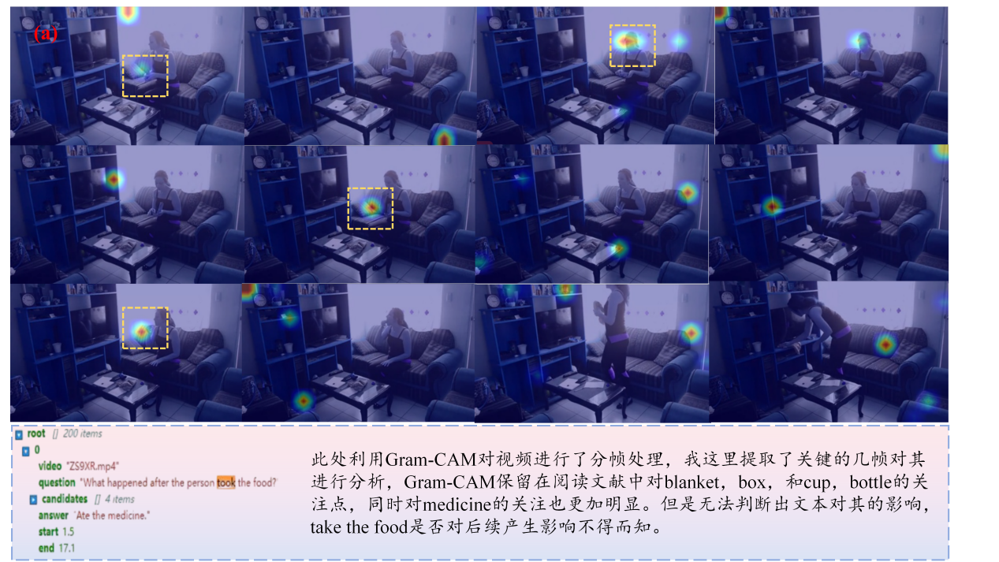 (a)
root [] 200 items
0
video "ZS9XR.mp4"
question "What happened after the person took the food?'
candidates [] 4 items
answer `Ate the medicine."
start 1.5
end 17.1
此处利用Gram-CAM对视频进行了分帧处理，我这里提取了关键的几帧对其
进行分析，Gram-CAM保留在阅读文献中对blanket，box，和cup，bottle的关
注点，同时对medicine的关注也更加明显。但是无法判断出文本对其的影响，
take the food是否对后续产生影响不得而知。